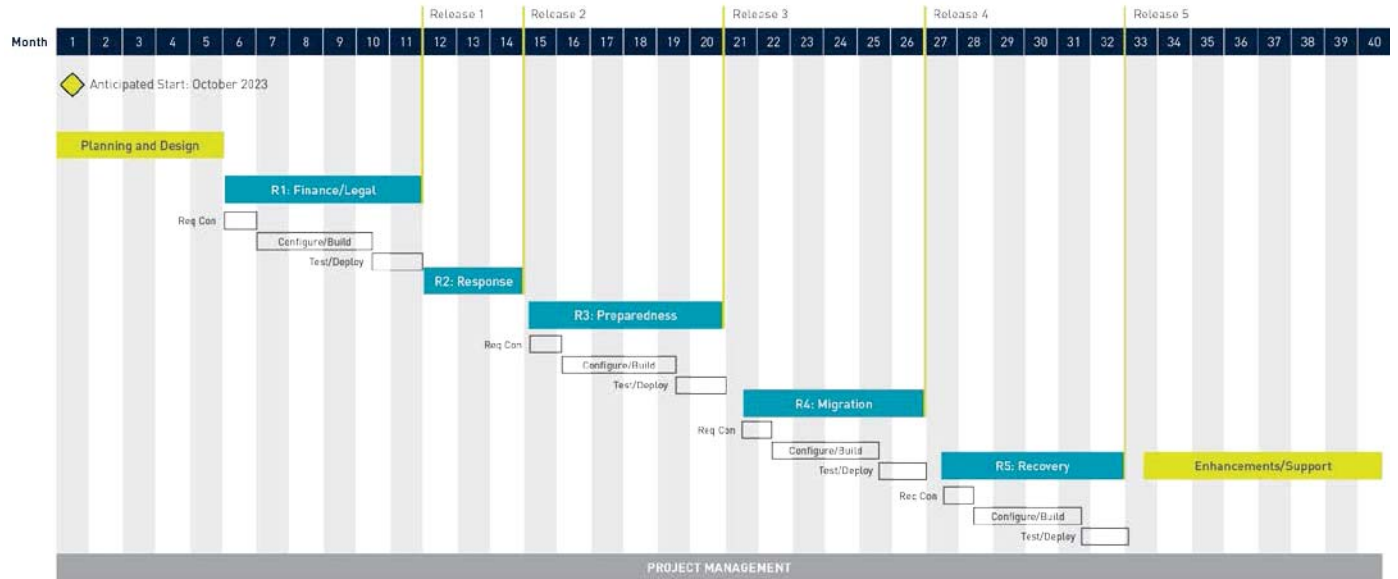 Release 1 Release 2 Release 3 Release 4 Release 5
Month 1 2 3 4 5 6 7 8 9 10 11 12 13 14 15 16 17 18 19 20 21 22 23 24 25 26 27 28 29 30 31 32 33 34 35 36 37 38 39 40
Anticipated Start: October 2023
Planning and Design
R1: Finance/Legal
Req Con
Configure/Build
Test/Deploy
R2: Response
R3: Preparedness
Req Con
Configure/Build
Test/Deploy
R4: Migration
Req Con
Configure/Build
Test/Deploy
R5: Recovery Enhancements/Support
Req Con
Configure/Build
Test/Deploy
PROJECT MANAGEMENT